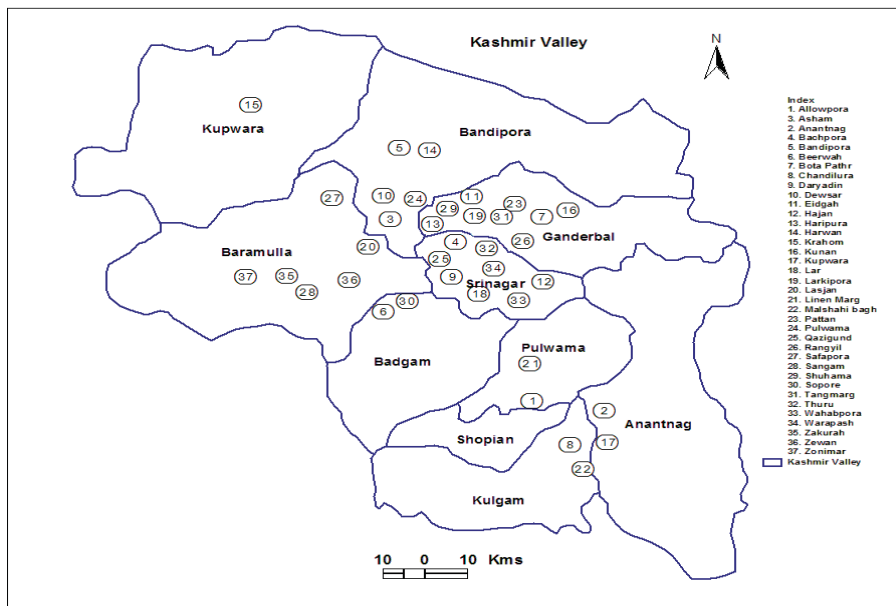 Kashmir Valley
N
15
Kupwara
Bandipora
5
14
27
10
24
11
29
23
16
3
13
19
31
7
Ganderbal
Baramulla
20
4
32
26
25
34
37
35
36
9
Srinagar
12
28
18
33
30
6
Badgam
Pulwama
21
1
2
Anantnag
Shopian
8
17
22
Kulgam
10 0 10 Kms
Index
1. Allowpora
3. Asham
2. Anantnag
4. Bachpora
5. Bandipora
6. Beerwah
7. Bota Pathr
8. Chandilura
9. Daryadin
10. Dewsar
11. Eidgah
12. Hajan
13. Haripura
14. Harwan
15. Krahom
16. Kunan
17. Kupwara
18. Lar
19. Larkipora
20. Lasjan
21. Linen Marg
22. Malshahi bagh
23. Pattan
24. Pulwama
25. Qazigund
26. Rangyil
27. Safapora
28. Sangam
29. Shuhama
30. Sopore
31. Tangmarg
32. Thuru
33. Wahabpora
34. Warapash
35. Zakurah
36. Zewan
37. Zonimar
Kashmir Valley